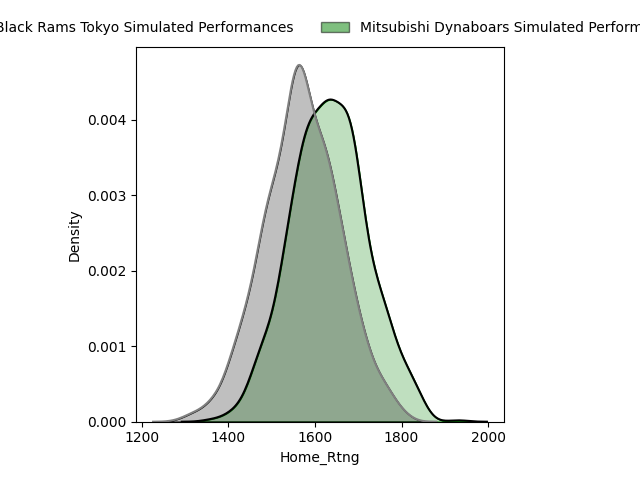 Black Rams Tokyo Simulated Performances
Mitsubishi Dynaboars Simulated Perform
0.004
0.003
0.002
0.001
0.000
Density
1200 1400 1600 1800 2000
Home_Rtng